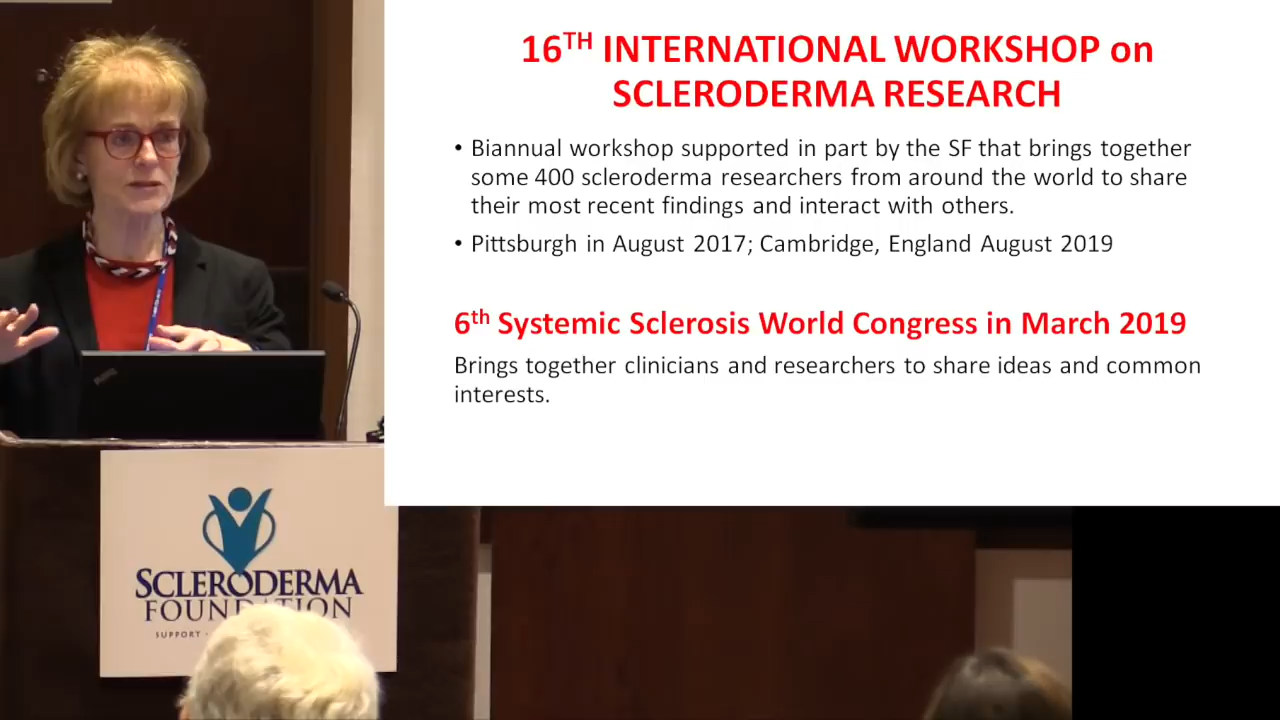 16TH INTERNATIONAL WORKSHOP on
SCLERODERMA RESEARCH
• Biannual workshop supported in part by the SF that brings together
some 400 scleroderma researchers from around the world to share
their most recent findings and interact with others.
• Pittsburgh in August 2017; Cambridge, England August 2019
6th Systemic Sclerosis World Congress in March 2019
Brings together clinicians and researchers to share ideas and common
interests.
SCLERODERMA
FOUNDATION
SUPPORT